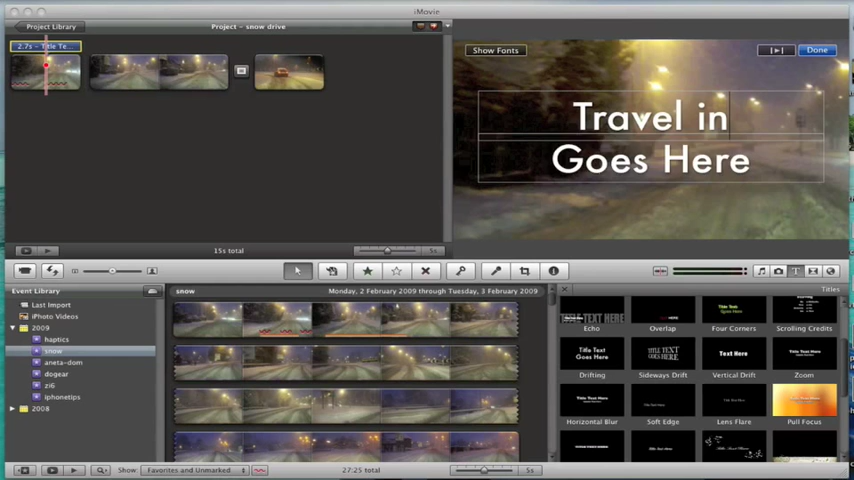 iMovie
Project Library
Project - snow drive
2.7s - Title Te...
Show Fonts
Done
Travel in
Goes Here
15s total
5s
Event Library
snow
Monday, 2 February 2009 through Tuesday, 3 February 2009
Titles
Last Import
iPhoto Videos
2009
haptics
snow
aneta-dom
dogear
zi6
iphonetips
2008
Echo
Overlap
Four Corners
Scrolling Credits
Title Text
Goes Here
Text Here
Drifting
Sideways Drift
Vertical Drift
Zoom
Horizontal Blur
Soft Edge
Lens Flare
Pull Focus
Show:
Favorites and Unmarked
27:25 total
5s